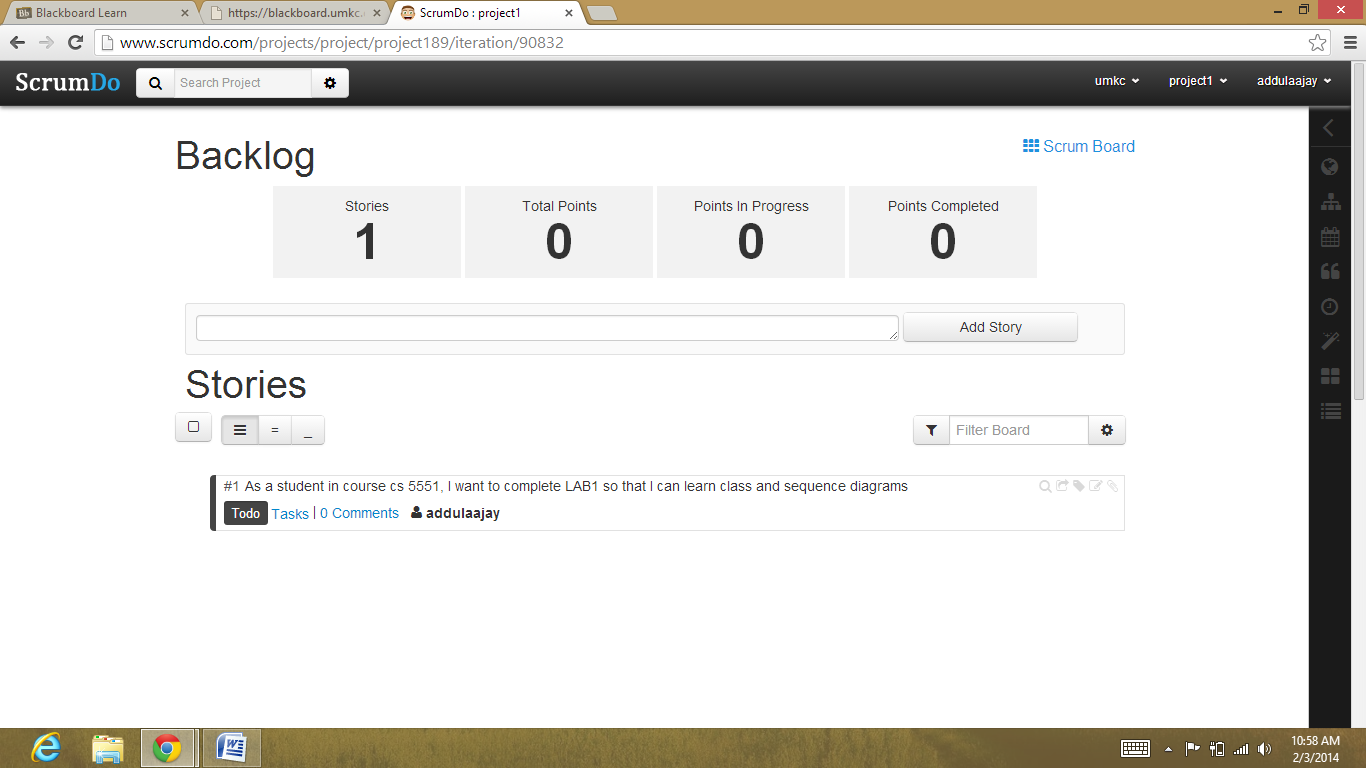 Blackboard Learn
https://blackboard.umkc.
ScrumDo : project1
www.scrumdo.com/projects/project/project189/iteration/90832
ScrumDo
Search Project
umkc
project1
addulaajay
Backlog
Scrum Board
Stories
Total Points
Points In Progress
Points Completed
1
0
0
0
Add Story
Stories
=
_
Filter Board
#1 As a student in course cs 5551, I want to complete LAB1 so that I can learn class and sequence diagrams
Todo Tasks | 0 Comments addulaajay
10:58 AM
2/3/2014